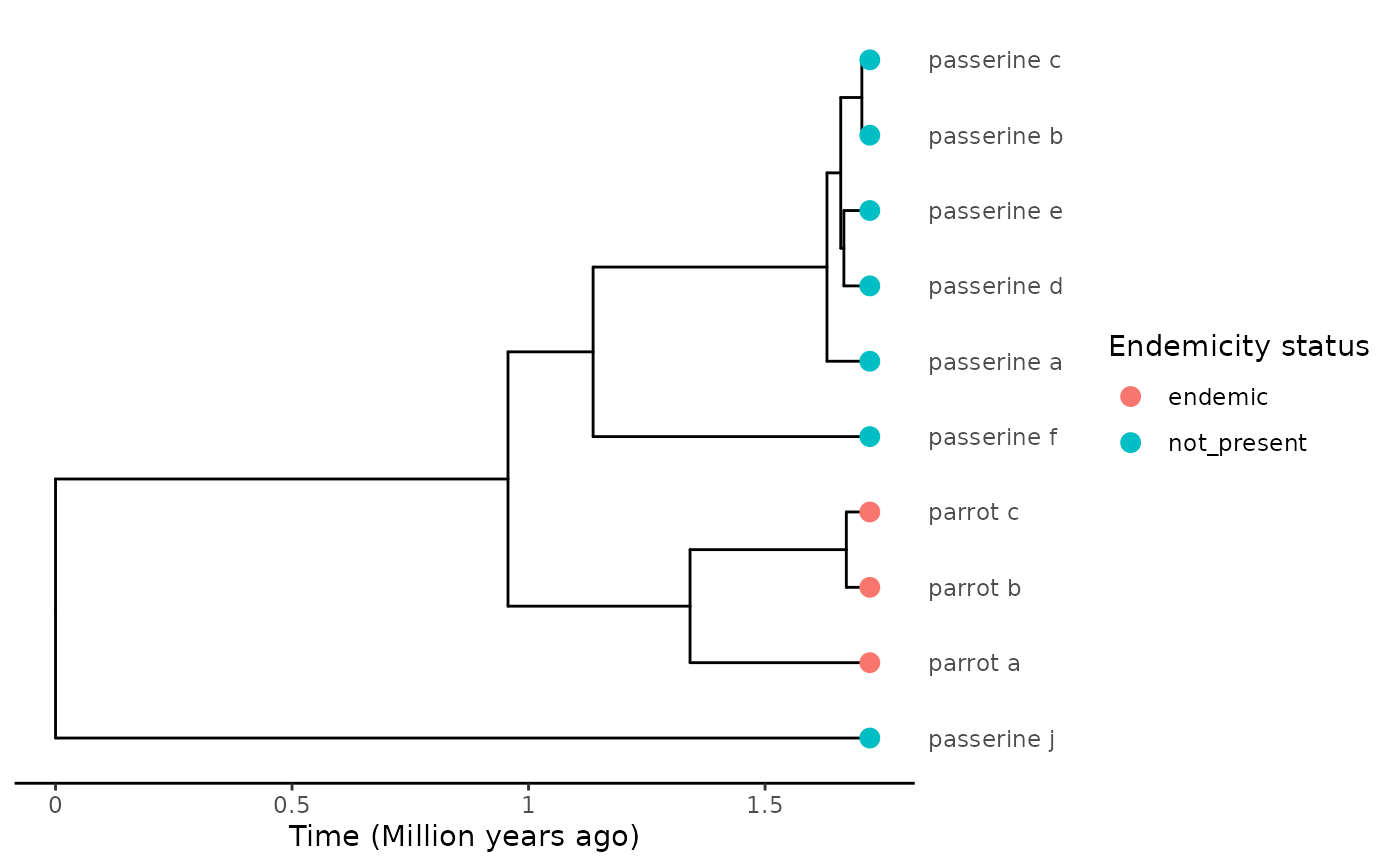 passerine c
passerine b
passerine e
passerine d
passerine a
passerine f
parrot c
parrot b
parrot a
passerine j
Endemicity status
endemic
not_present
0 0.5 1 1.5
Time (Million years ago)